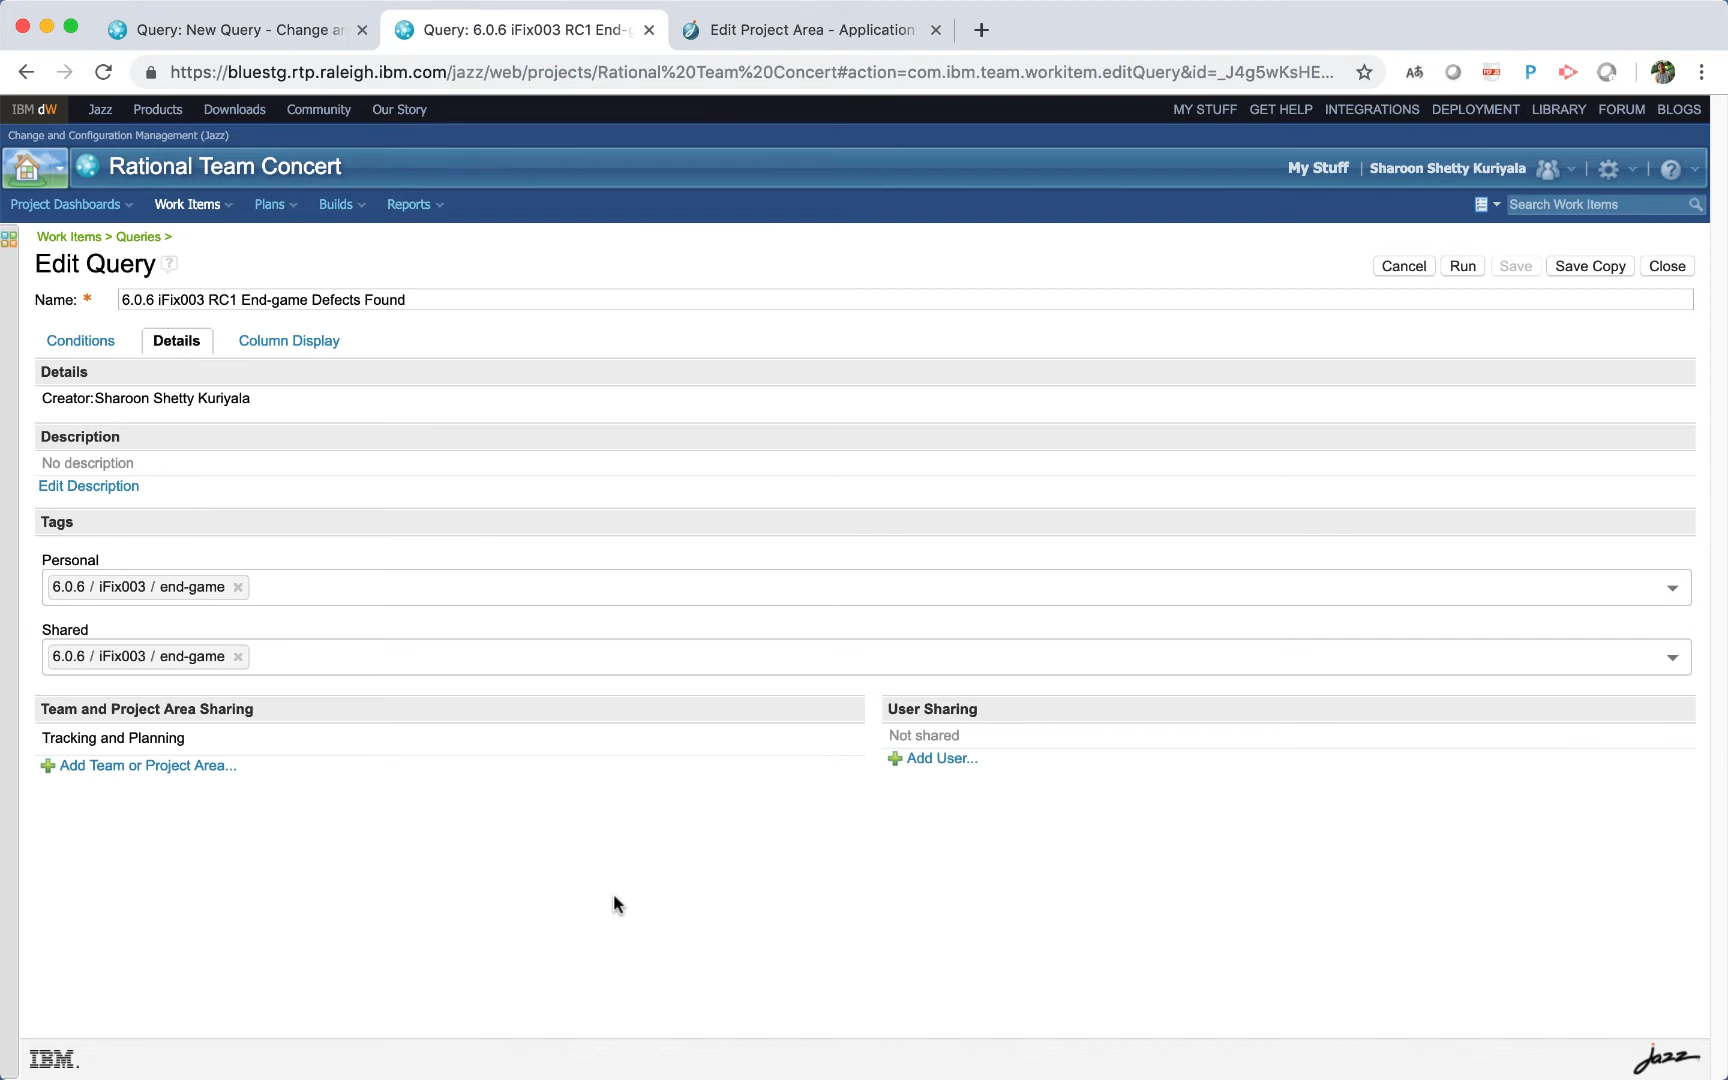 Query: New Query - Change an
Query: 6.0.6 iFix003 RC1 End-g
Edit Project Area - Application
https://bluestg.rtp.raleigh.ibm.com/jazz/web/projects/Rational%20Team%20Concert#action=com.ibm.team.workitem.editQuery&id=_J4g5wKsHE...
IBM dW Jazz Products Downloads Community Our Story MY STUFF GET HELP INTEGRATIONS DEPLOYMENT LIBRARY FORUM BLOGS
Change and Configuration Management (Jazz)
Rational Team Concert My Stuff | Sharoon Shetty Kuriyala
Project Dashboards Work Items Plans Builds Reports Search Work Items
Work Items > Queries >
Edit Query ?
Cancel Run Save Save Copy Close
Name: * 6.0.6 iFix003 RC1 End-game Defects Found
Conditions Details Column Display
Details
Creator:Sharoon Shetty Kuriyala
Description
No description
Edit Description
Tags
Personal
6.0.6 / iFix003 / end-game
Shared
6.0.6 / iFix003 / end-game
Team and Project Area Sharing
Tracking and Planning
Add Team or Project Area...
User Sharing
Not shared
Add User...
IBM.
jazz